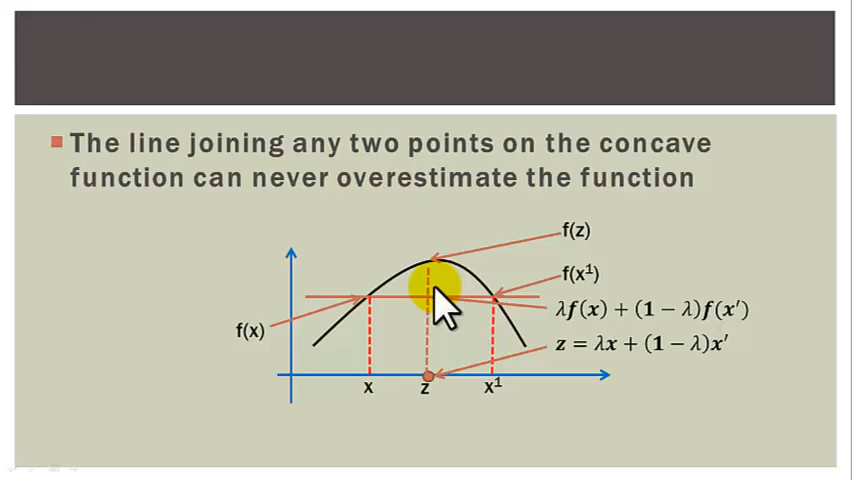 The line joining any two points on the concave
function can never overestimate the function
f(z)
f(x¹)
λf(x) + (1 − λ)f(x′)
f(x)
z = λx + (1 − λ)x′
x z x¹